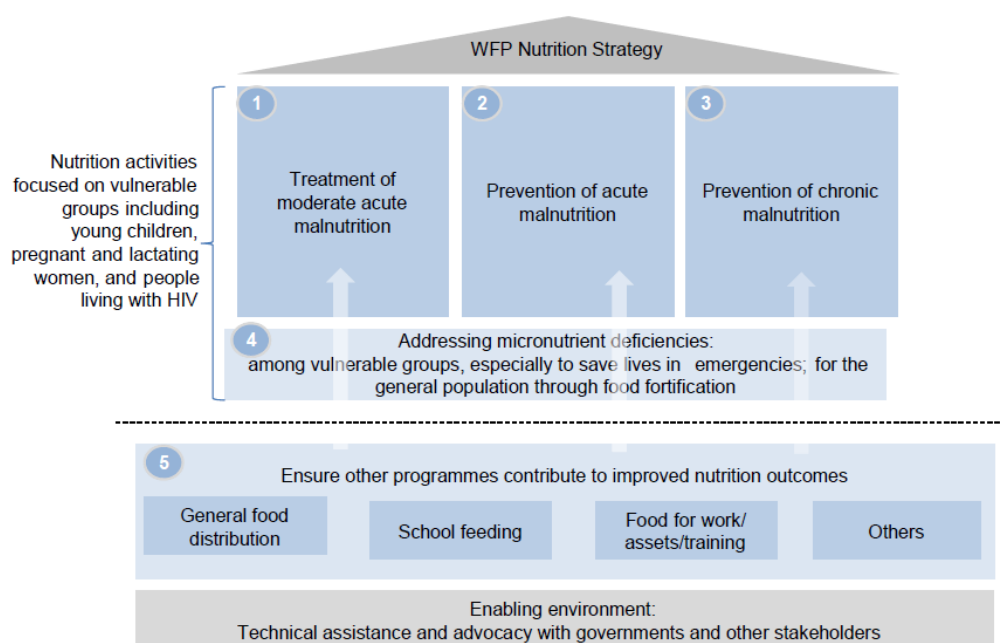 WFP Nutrition Strategy
1
2
3
Nutrition activities
focused on vulnerable
groups including
young children,
pregnant and lactating
women, and people
living with HIV
Treatment of
moderate acute
malnutrition
Prevention of acute
malnutrition
Prevention of chronic
malnutrition
4
Addressing micronutrient deficiencies:
among vulnerable groups, especially to save lives in emergencies; for the
general population through food fortification
5
Ensure other programmes contribute to improved nutrition outcomes
General food
distribution
School feeding
Food for work/
assets/training
Others
Enabling environment:
Technical assistance and advocacy with governments and other stakeholders